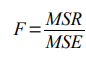 F = MSR / MSE